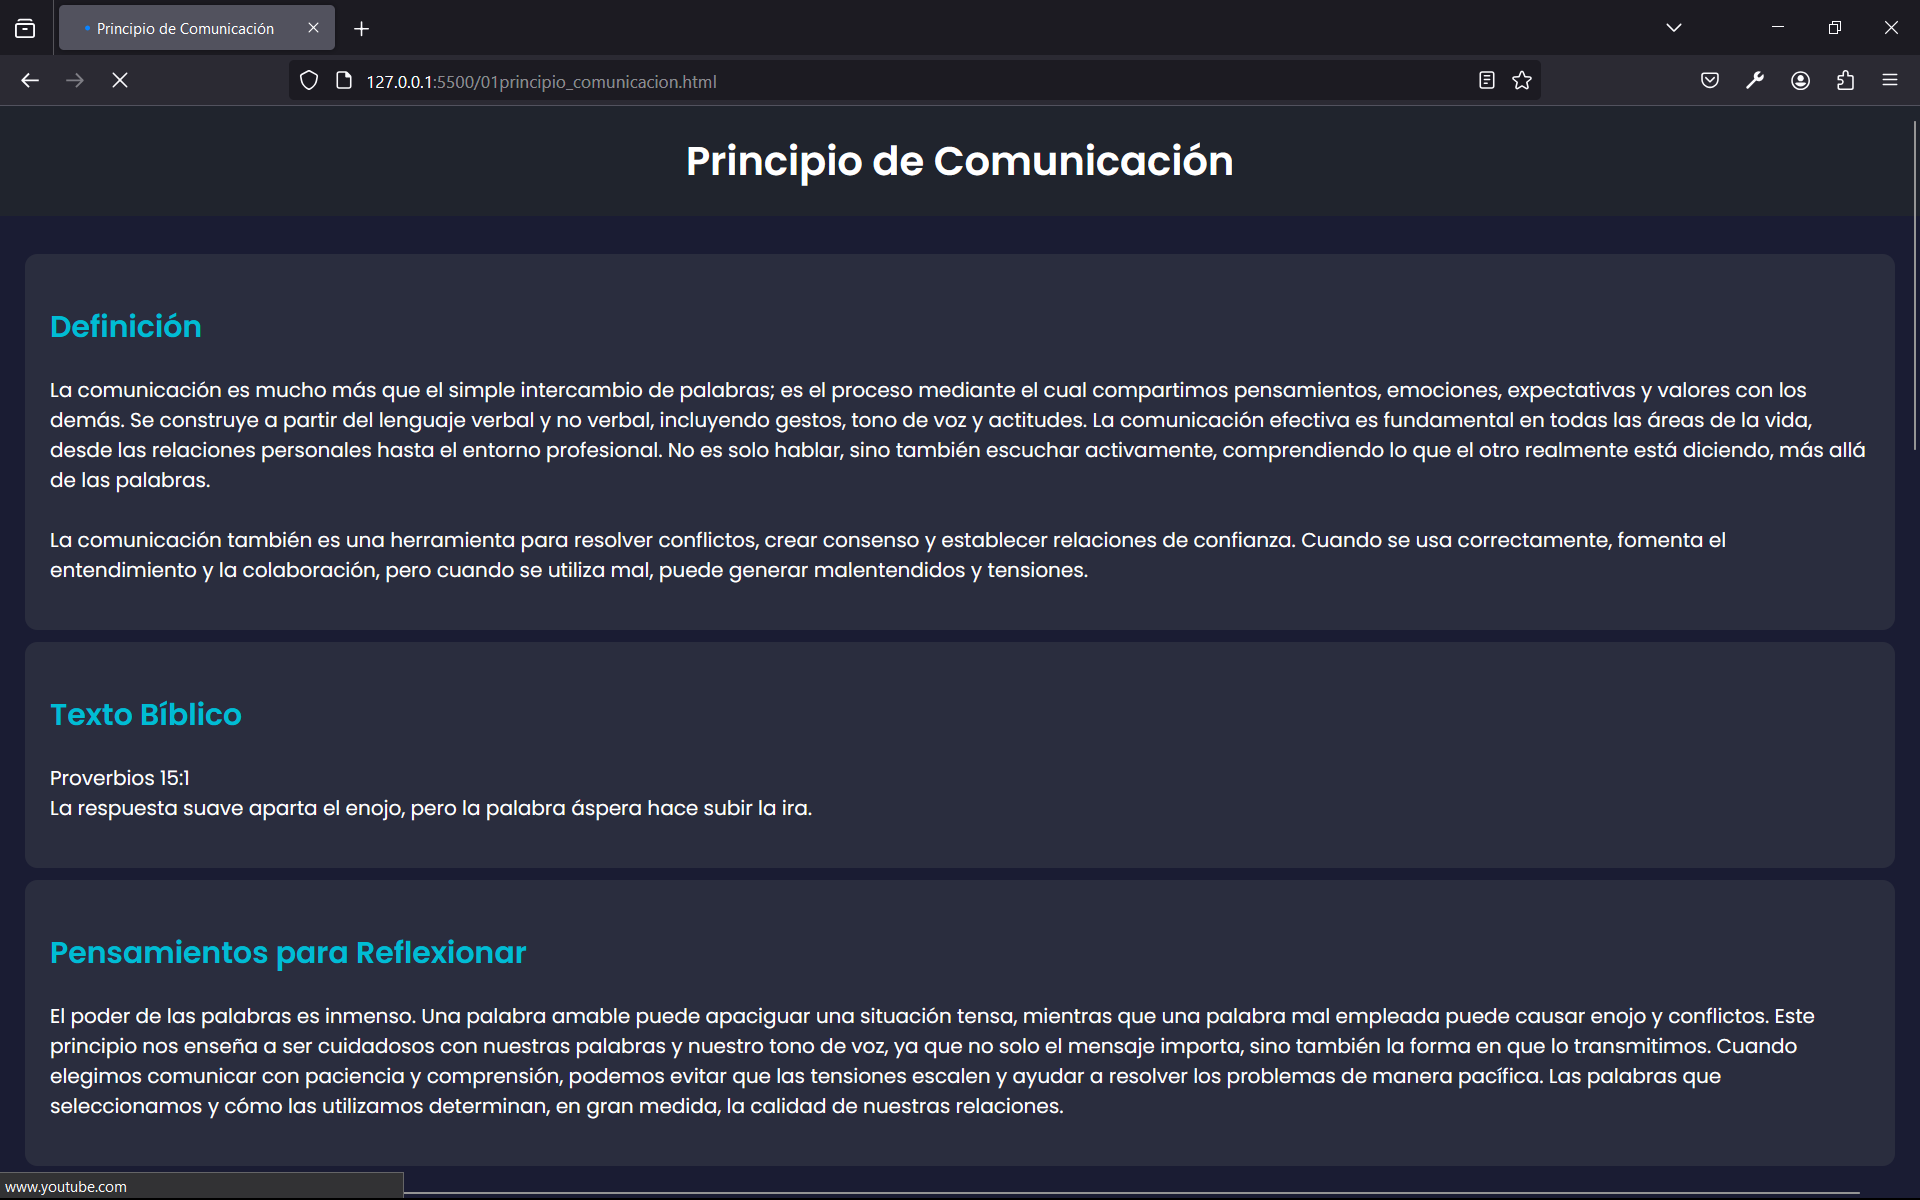 Principio de Comunicación
127.0.0.1:5500/01principio_comunicacion.html
Principio de Comunicación
Definición
La comunicación es mucho más que el simple intercambio de palabras; es el proceso mediante el cual compartimos pensamientos, emociones, expectativas y valores con los
demás. Se construye a partir del lenguaje verbal y no verbal, incluyendo gestos, tono de voz y actitudes. La comunicación efectiva es fundamental en todas las áreas de la vida,
desde las relaciones personales hasta el entorno profesional. No es solo hablar, sino también escuchar activamente, comprendiendo lo que el otro realmente está diciendo, más allá
de las palabras.
La comunicación también es una herramienta para resolver conflictos, crear consenso y establecer relaciones de confianza. Cuando se usa correctamente, fomenta el
entendimiento y la colaboración, pero cuando se utiliza mal, puede generar malentendidos y tensiones.
Texto Bíblico
Proverbios 15:1
La respuesta suave aparta el enojo, pero la palabra áspera hace subir la ira.
Pensamientos para Reflexionar
El poder de las palabras es inmenso. Una palabra amable puede apaciguar una situación tensa, mientras que una palabra mal empleada puede causar enojo y conflictos. Este
principio nos enseña a ser cuidadosos con nuestras palabras y nuestro tono de voz, ya que no solo el mensaje importa, sino también la forma en que lo transmitimos. Cuando
elegimos comunicar con paciencia y comprensión, podemos evitar que las tensiones escalen y ayudar a resolver los problemas de manera pacífica. Las palabras que
seleccionamos y cómo las utilizamos determinan, en gran medida, la calidad de nuestras relaciones.
www.youtube.com